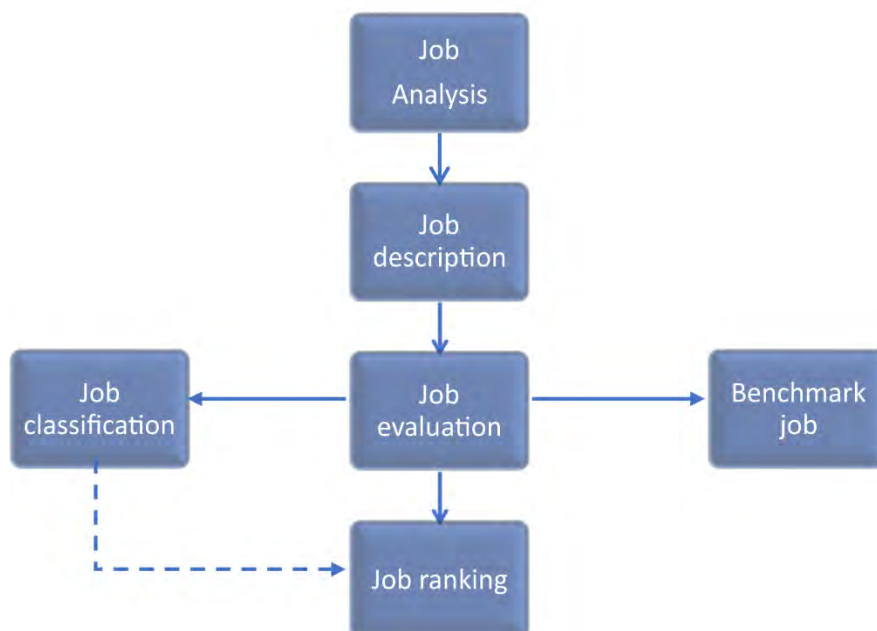 Job
Analysis
Job
description
Job
classification
Job
evaluation
Benchmark
job
Job ranking